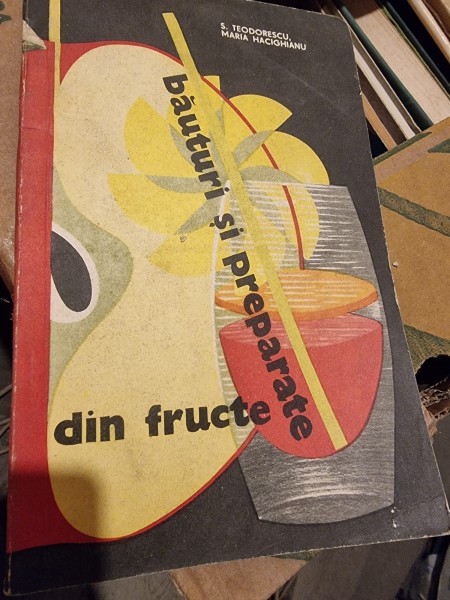 S. TEODORESCU,
MARIA HACIGHIANU
băuturi și preparate
din fructe